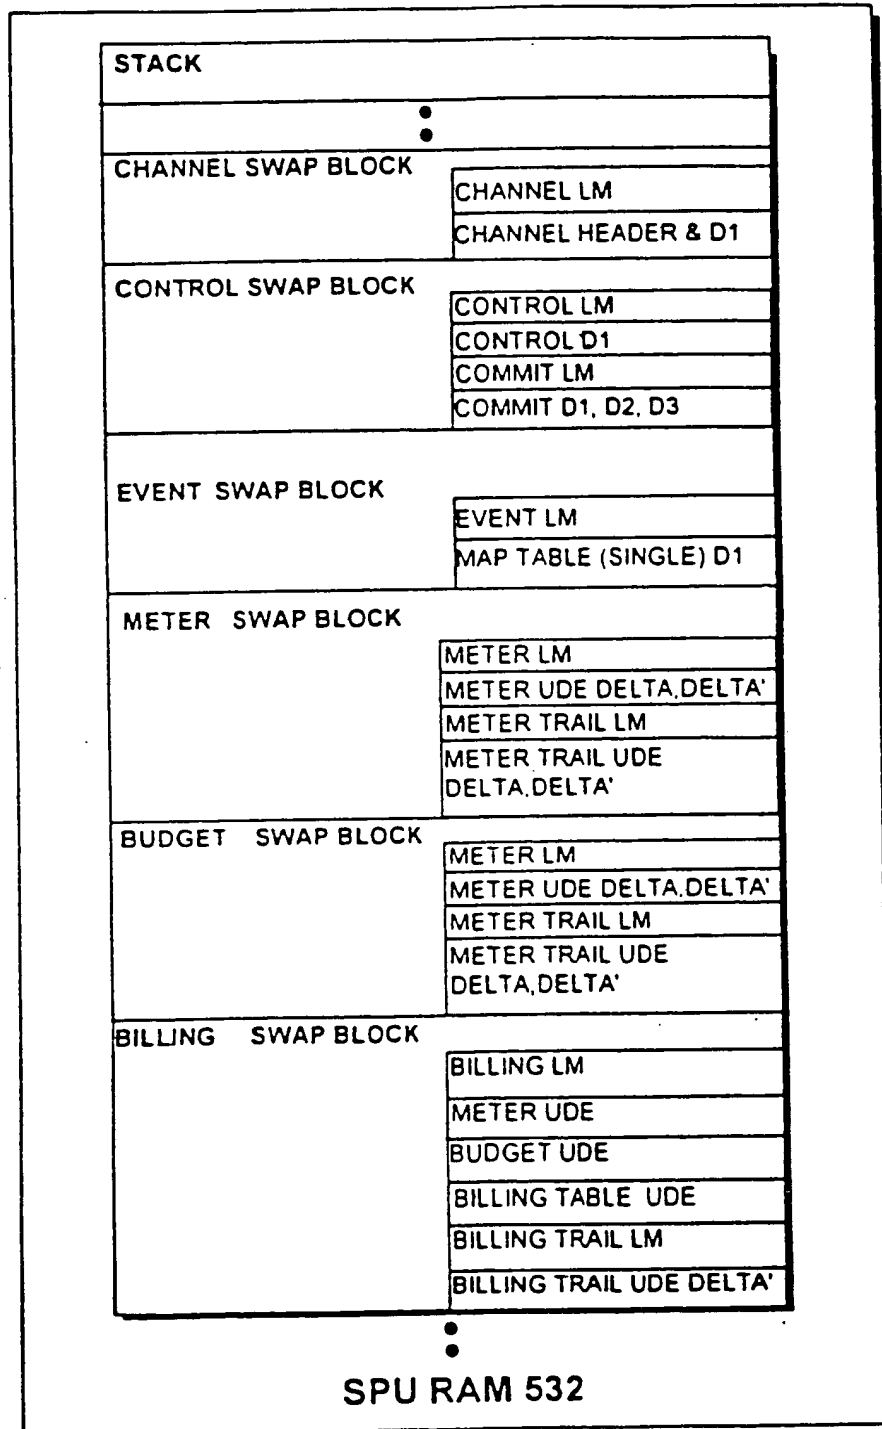 STACK
CHANNEL SWAP BLOCK
CHANNEL LM
CHANNEL HEADER & D1
CONTROL SWAP BLOCK
CONTROL LM
CONTROL D1
COMMIT LM
COMMIT D1, D2, D3
EVENT SWAP BLOCK
EVENT LM
MAP TABLE (SINGLE) D1
METER SWAP BLOCK
METER LM
METER UDE DELTA,DELTA'
METER TRAIL LM
METER TRAIL UDE
DELTA,DELTA'
BUDGET SWAP BLOCK
METER LM
METER UDE DELTA,DELTA'
METER TRAIL LM
METER TRAIL UDE
DELTA,DELTA'
BILLING SWAP BLOCK
BILLING LM
METER UDE
BUDGET UDE
BILLING TABLE UDE
BILLING TRAIL LM
BILLING TRAIL UDE DELTA'
SPU RAM 532